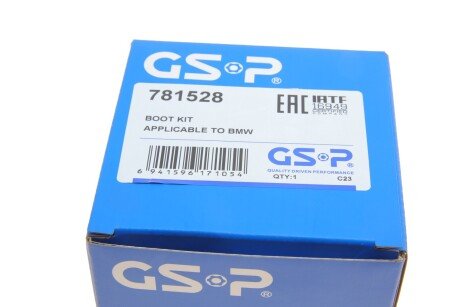 GSP®
781528
EAC IATF
16949
CERTIFIED
BOOT KIT
APPLICABLE TO BMW
6 941596 171054
GSP®
QUALITY DRIVEN PERFORMANCE
QTY:1 C23
GSP®